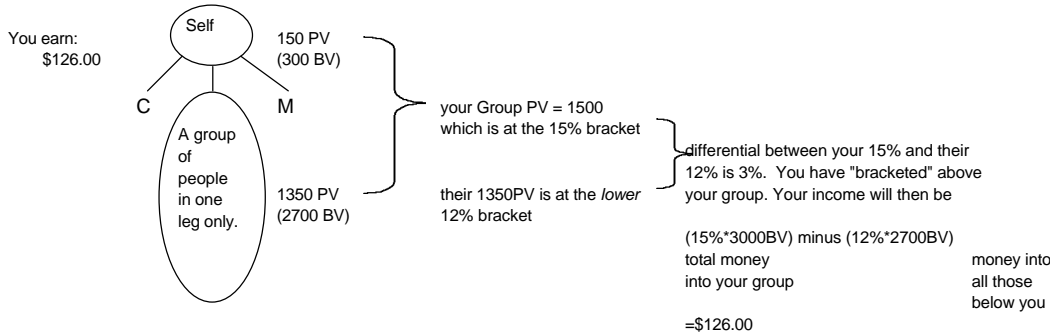 You earn:
$126.00
Self
150 PV
(300 BV)
C
M
A group
of
people
in one
leg only.
1350 PV
(2700 BV)
your Group PV = 1500
which is at the 15% bracket
their 1350PV is at the lower
12% bracket
differential between your 15% and their
12% is 3%.  You have "bracketed" above
your group. Your income will then be
(15%*3000BV) minus (12%*2700BV)
total money
into your group
money into
all those
below you
=$126.00